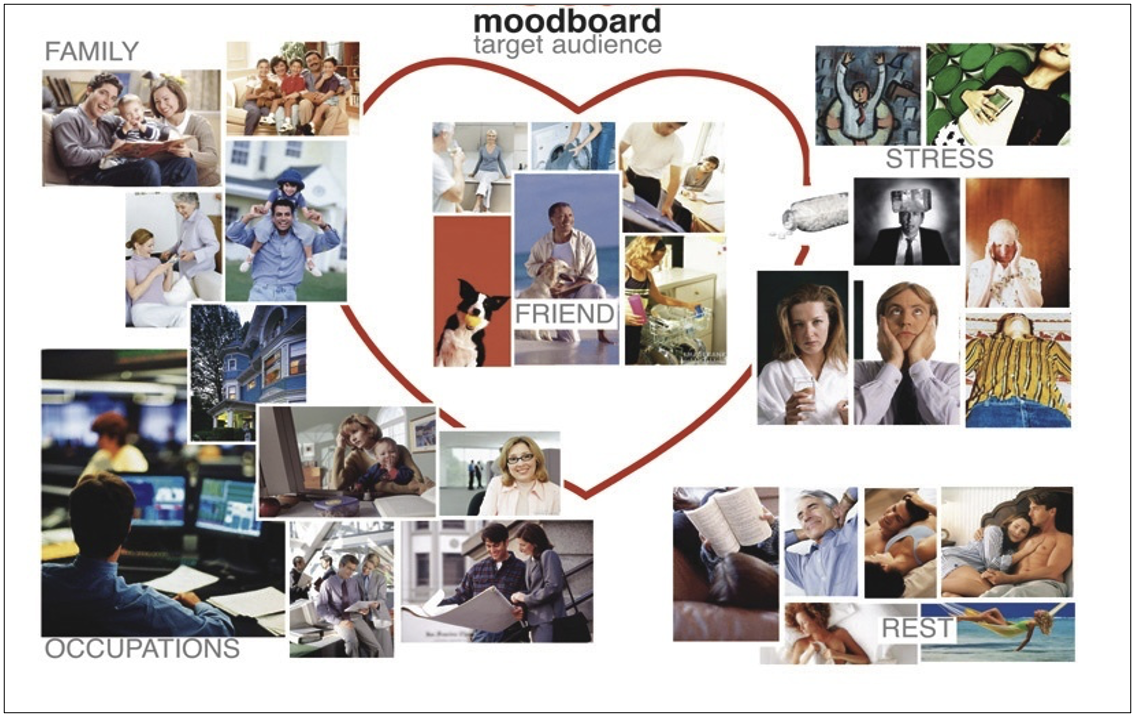 moodboard
target audience
FAMILY
STRESS
FRIEND
OCCUPATIONS
REST